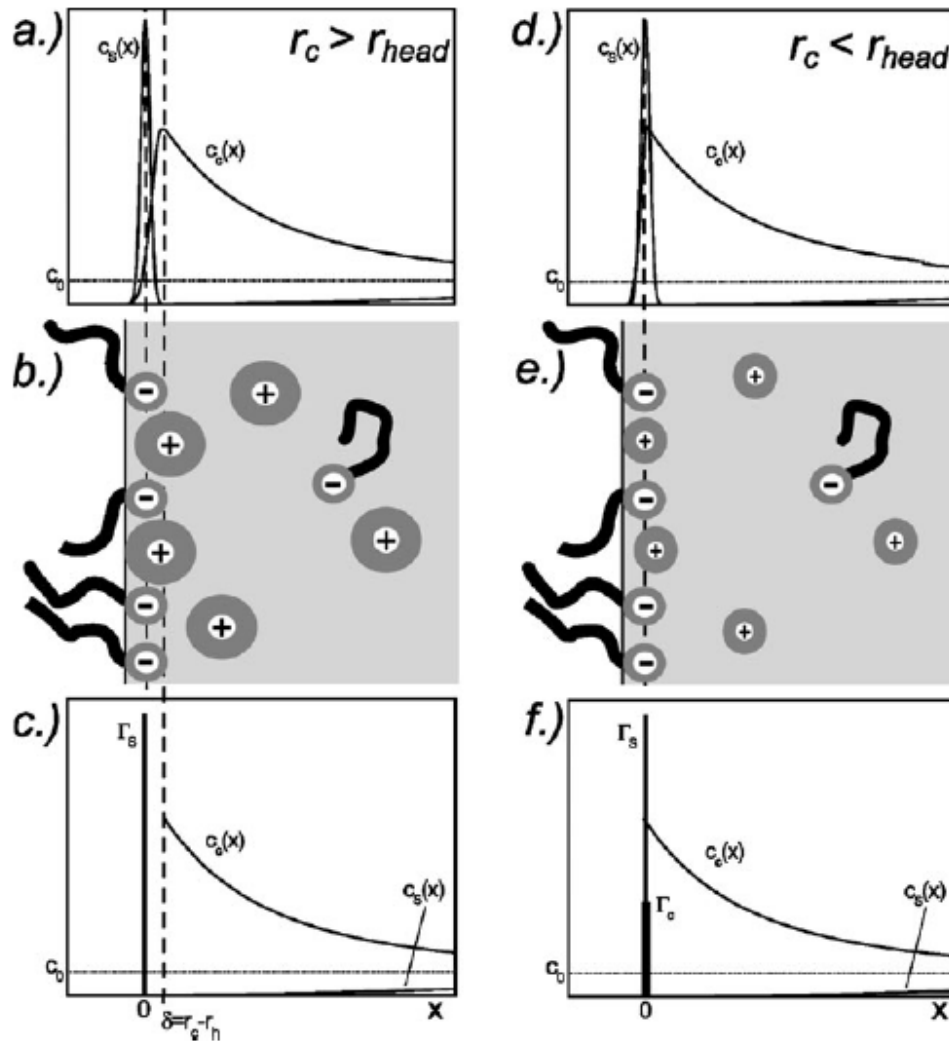 a.)
r_c > r_head
c_s(x)
c_c(x)
c_0
b.)
−
+
+
−
−
+
+
−
+
−
c.)
Γ_s
c_c(x)
c_s(x)
c_0
0
δ=r_c-r_h
x
d.)
r_c < r_head
c_s(x)
c_c(x)
c_0
e.)
+
−
+
−
−
+
+
−
+
−
f.)
Γ_s
c_c(x)
Γ_c
c_s(x)
c_0
0
x